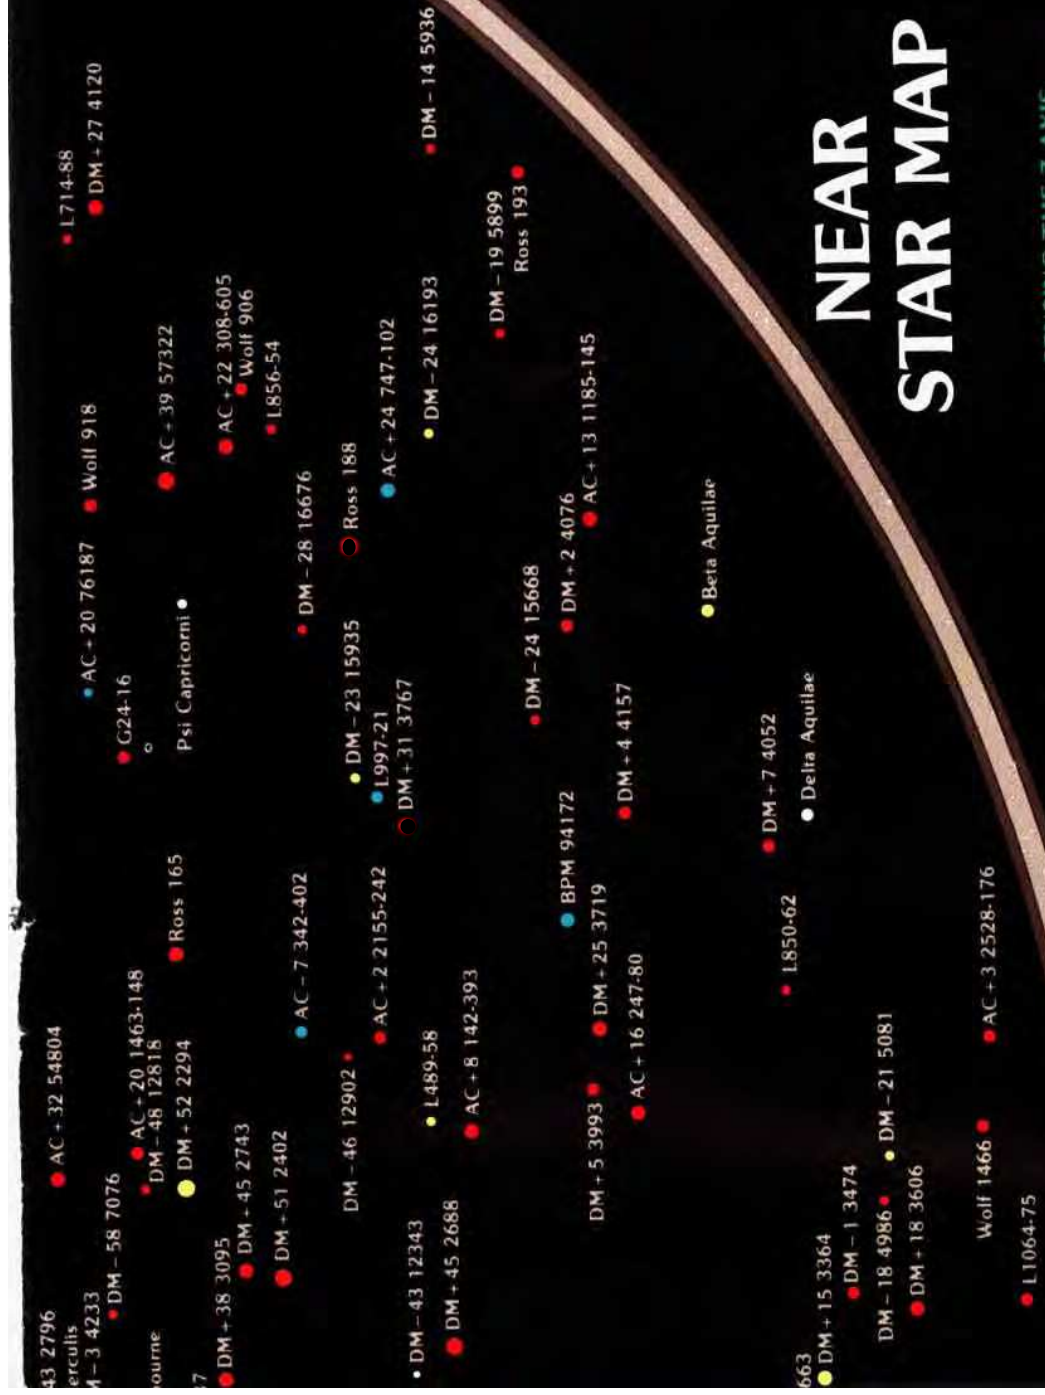 NEAR
STAR MAP
L714-88
DM + 27 4120
DM – 14 5936
DM – 19 5899
Ross 193
AC + 39 57322
AC + 22 308-605
Wolf 906
L856-54
AC + 24 747-102
DM – 24 16193
AC + 13 1185-145
Wolf 918
DM – 28 16676
Ross 188
DM + 2 4076
Beta Aquilae
AC + 20 76187
G24-16
Psi Capricorni
DM – 23 15935
L997-21
DM + 31 3767
DM – 24 15668
DM + 4 4157
DM + 7 4052
Delta Aquilae
Ross 165
AC – 7 342-402
AC + 2 2155-242
BPM 94172
DM + 25 3719
L850-62
AC + 3 2528-176
AC + 32 54804
AC + 20 1463-148
DM – 48 12818
DM + 52 2294
DM – 46 12902
L489-58
AC + 8 142-393
DM + 5 3993
AC + 16 247-80
DM – 21 5081
DM – 58 7076
DM + 45 2743
DM + 51 2402
DM – 43 12343
DM + 45 2688
DM – 1 3474
DM – 18 4986
DM + 18 3606
Wolf 1466
L1064-75
43 2796
erculis
M – 3 4233
bourne
37
DM + 38 3095
663
DM + 15 3364